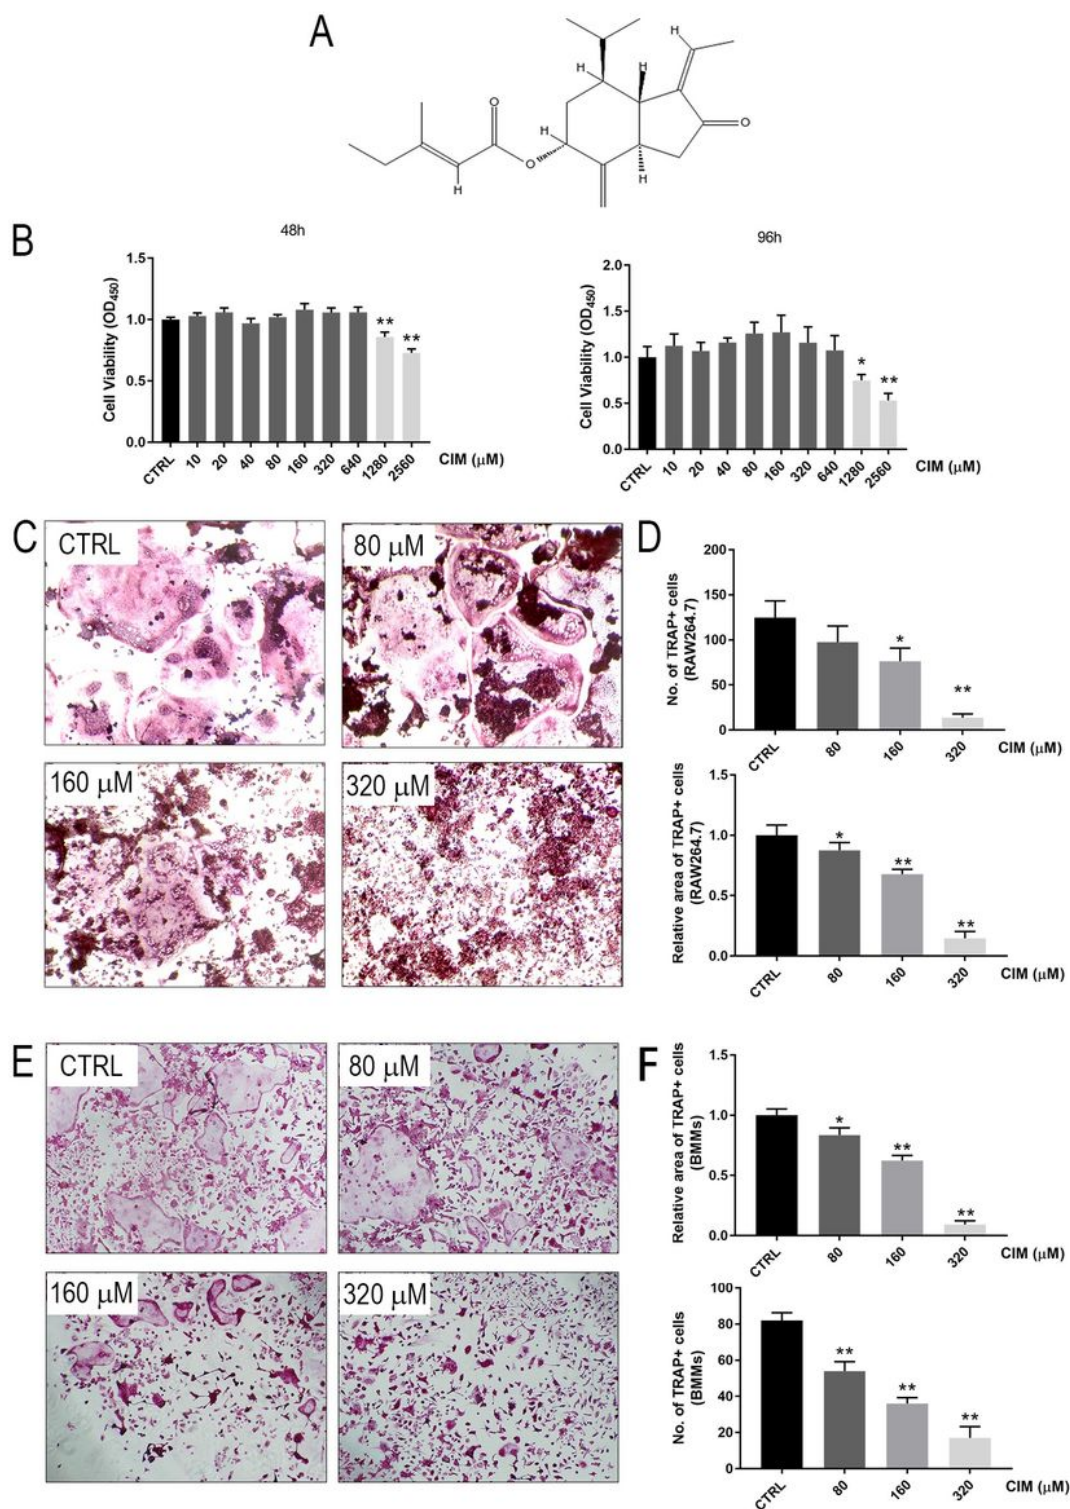 A
H
H
H
O
O
H
O
H
H
B
48h
Cell Viability (OD450)
1.5
1.0
0.5
0.0
CTRL 10 20 40 80 160 320 640 1280 2560 CIM (μM)
** **
96h
Cell Viability (OD450)
2.0
1.5
1.0
0.5
0.0
CTRL 10 20 40 80 160 320 640 1280 2560 CIM (μM)
* **
C
CTRL
80 μM
160 μM
320 μM
D
No. of TRAP+ cells
(RAW264.7)
200
150
100
50
0
* **
CTRL 80 160 320 CIM (μM)
Relative area of TRAP+ cells
(RAW264.7)
1.5
1.0
0.5
0.0
* ** **
CTRL 80 160 320 CIM (μM)
E
CTRL
80 μM
160 μM
320 μM
F
Relative area of TRAP+ cells
(BMMs)
1.5
1.0
0.5
0.0
* ** **
CTRL 80 160 320 CIM (μM)
No. of TRAP+ cells
(BMMs)
100
80
60
40
20
0
** ** **
CTRL 80 160 320 CIM (μM)